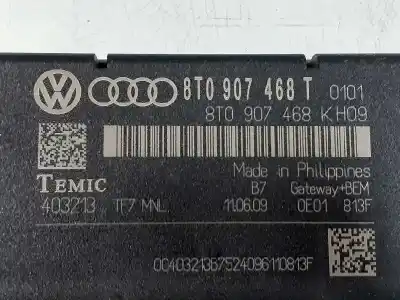 8T0 907 468 T 0101
8T0 907 468 K H09
Made in Philippines
TEMIC B7 Gateway+BEM
403213 TF7 MNL 11.06.09 0E01 813F
0040321367524096110813F